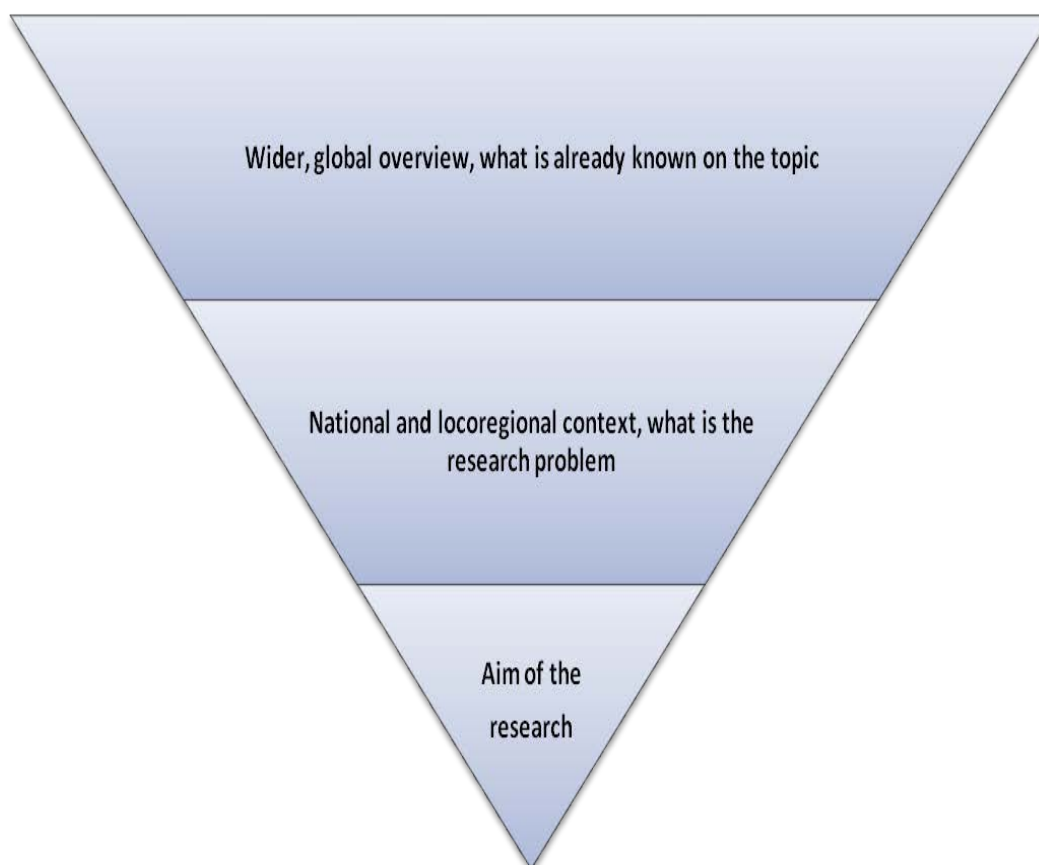 Wider, global overview, what is already known on the topic
National and locoregional context, what is the
research problem
Aim of the
research